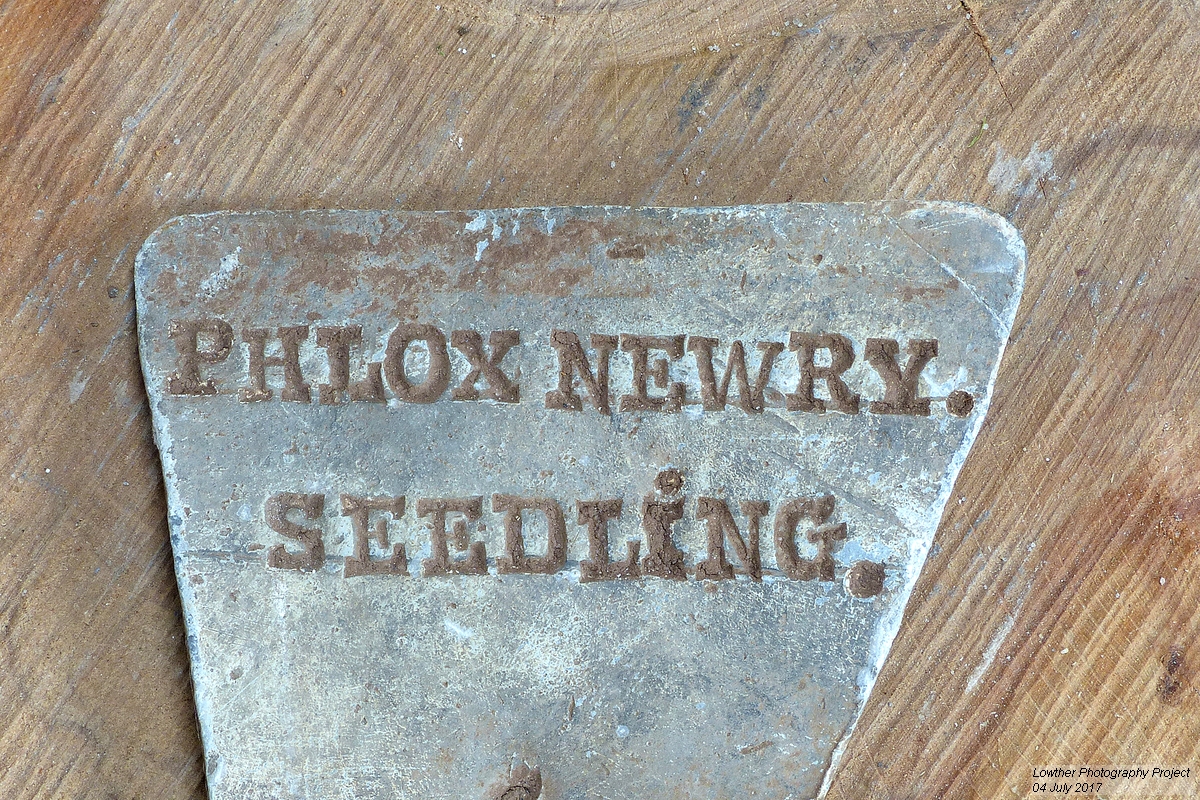 PHLOX NEWRY.
SEEDLiNG.
Lowther Photography Project
04 July 2017